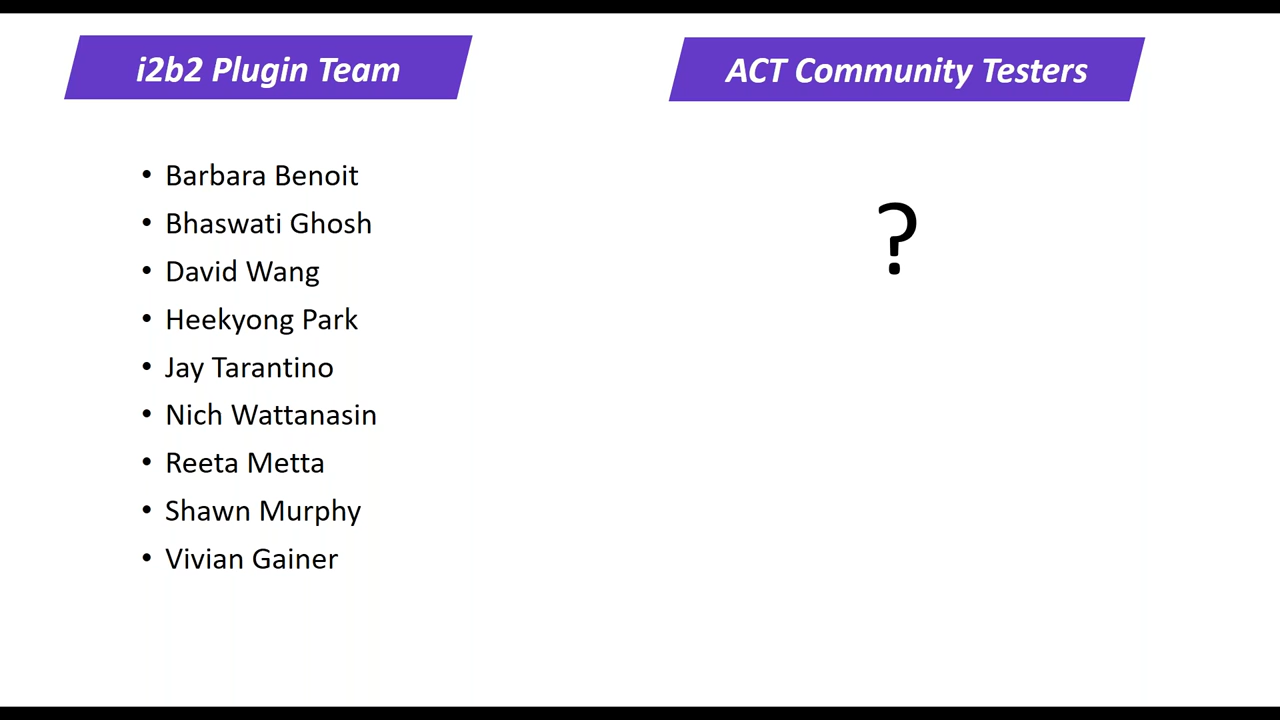 i2b2 Plugin Team
• Barbara Benoit
• Bhaswati Ghosh
• David Wang
• Heekyong Park
• Jay Tarantino
• Nich Wattanasin
• Reeta Metta
• Shawn Murphy
• Vivian Gainer
ACT Community Testers
?